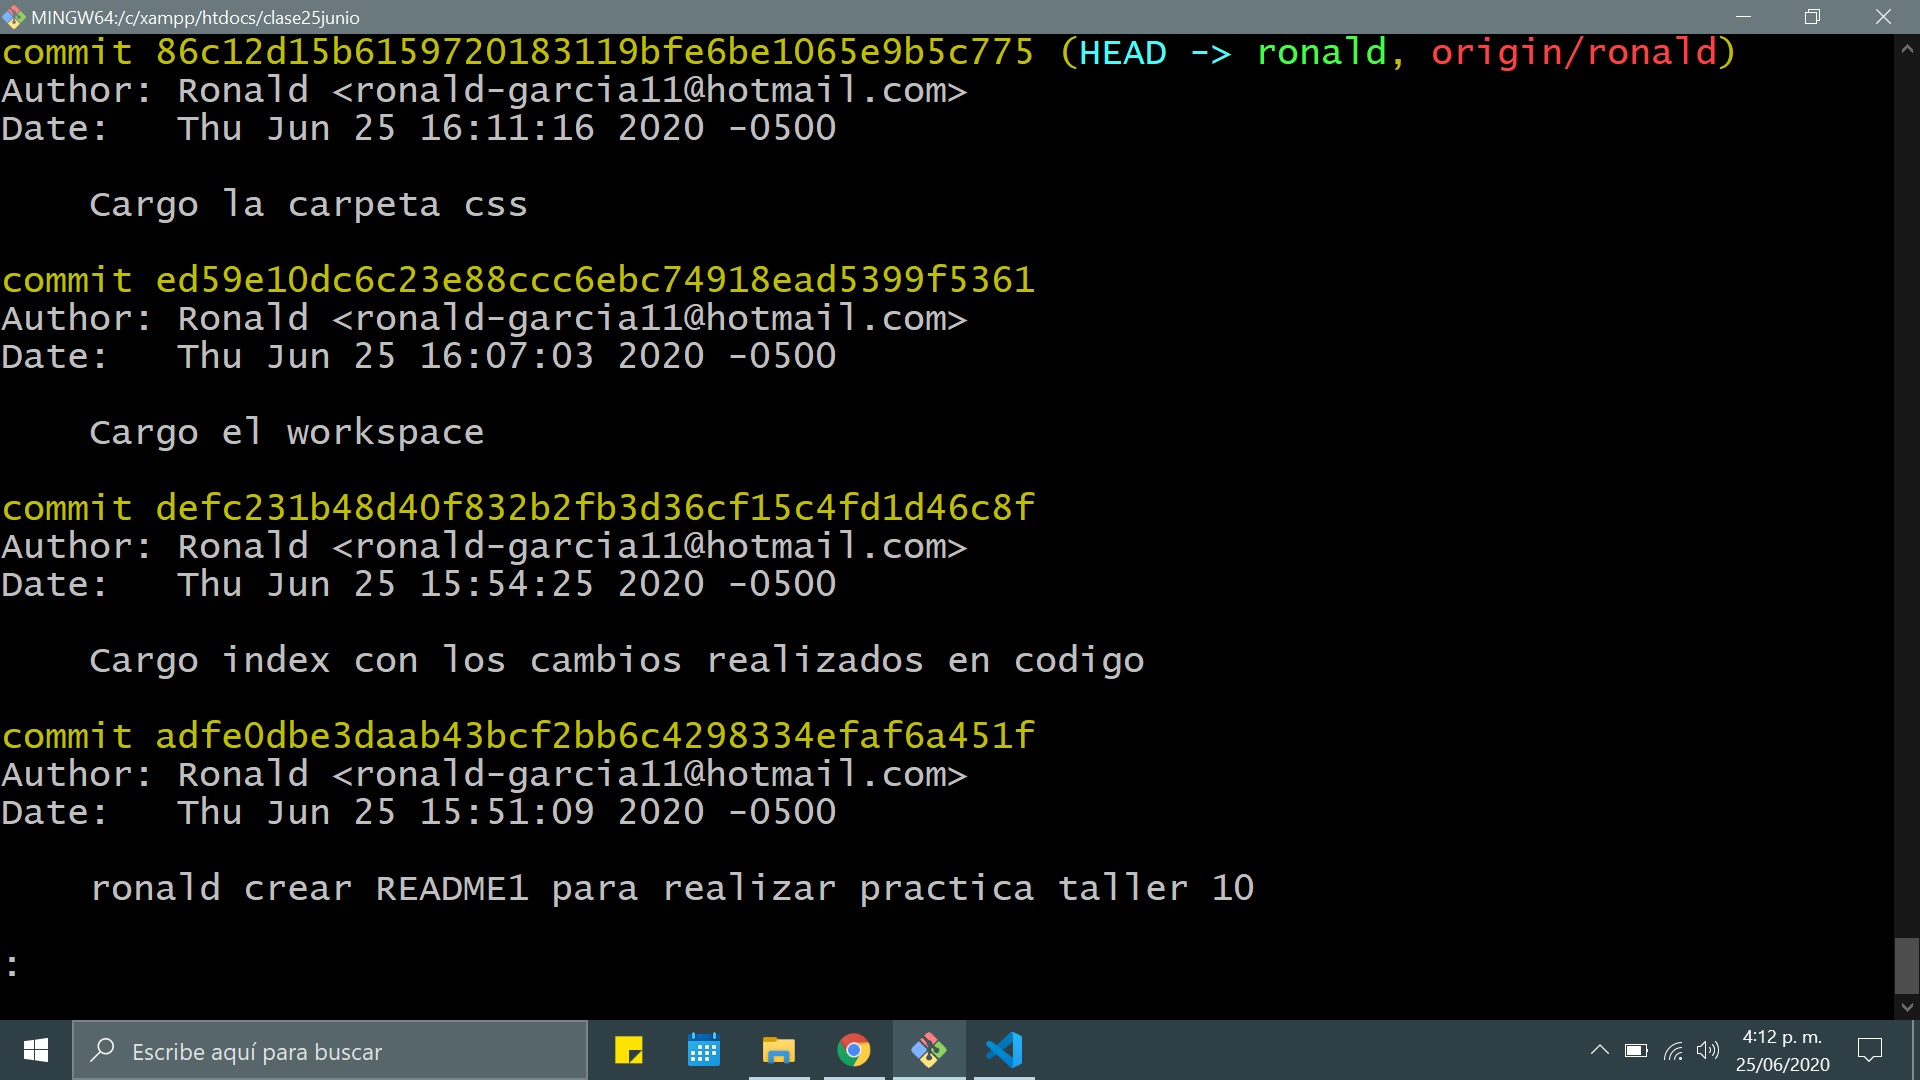 MINGW64:/c/xampp/htdocs/clase25junio
commit 86c12d15b6159720183119bfe6be1065e9b5c775 (HEAD -> ronald, origin/ronald)
Author: Ronald <ronald-garcia11@hotmail.com>
Date:   Thu Jun 25 16:11:16 2020 -0500
    Cargo la carpeta css
commit ed59e10dc6c23e88ccc6ebc74918ead5399f5361
Author: Ronald <ronald-garcia11@hotmail.com>
Date:   Thu Jun 25 16:07:03 2020 -0500
    Cargo el workspace
commit defc231b48d40f832b2fb3d36cf15c4fd1d46c8f
Author: Ronald <ronald-garcia11@hotmail.com>
Date:   Thu Jun 25 15:54:25 2020 -0500
    Cargo index con los cambios realizados en codigo
commit adfe0dbe3daab43bcf2bb6c4298334efaf6a451f
Author: Ronald <ronald-garcia11@hotmail.com>
Date:   Thu Jun 25 15:51:09 2020 -0500
    ronald crear README1 para realizar practica taller 10
:
Escribe aquí para buscar
4:12 p. m.
25/06/2020